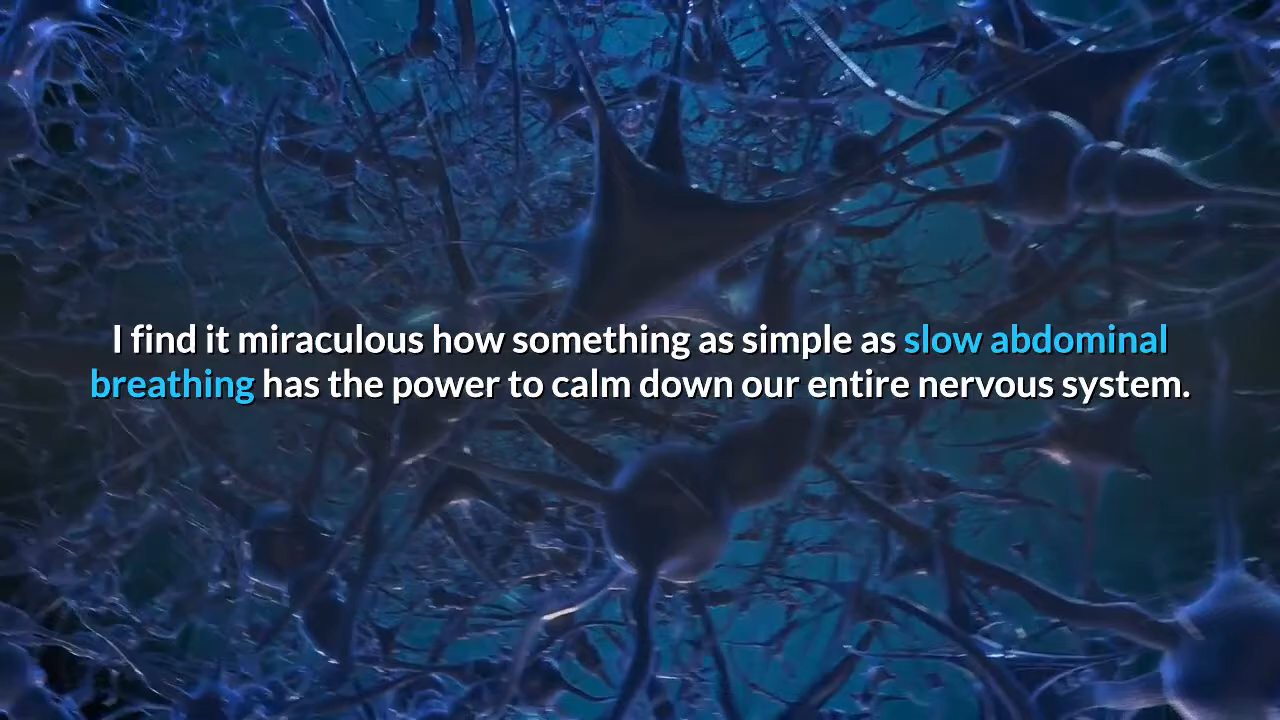 I find it miraculous how something as simple as slow abdominal
breathing has the power to calm down our entire nervous system.